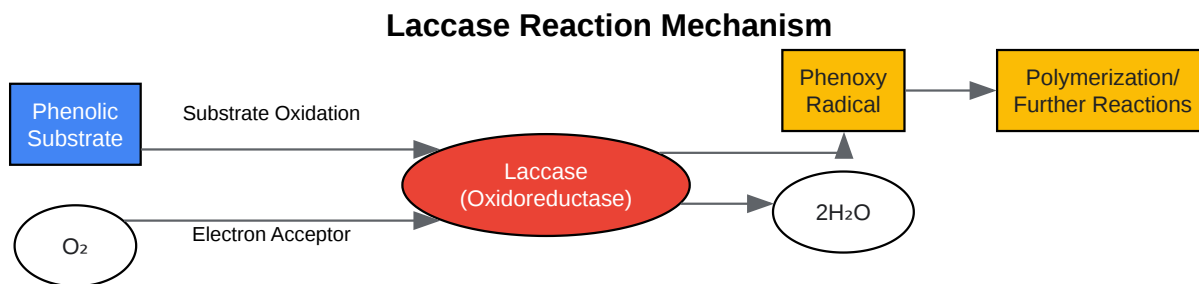 Laccase Reaction Mechanism
Phenolic
Substrate
Substrate Oxidation
O₂
Electron Acceptor
Laccase
(Oxidoreductase)
Phenoxy
Radical
2H₂O
Polymerization/
Further Reactions